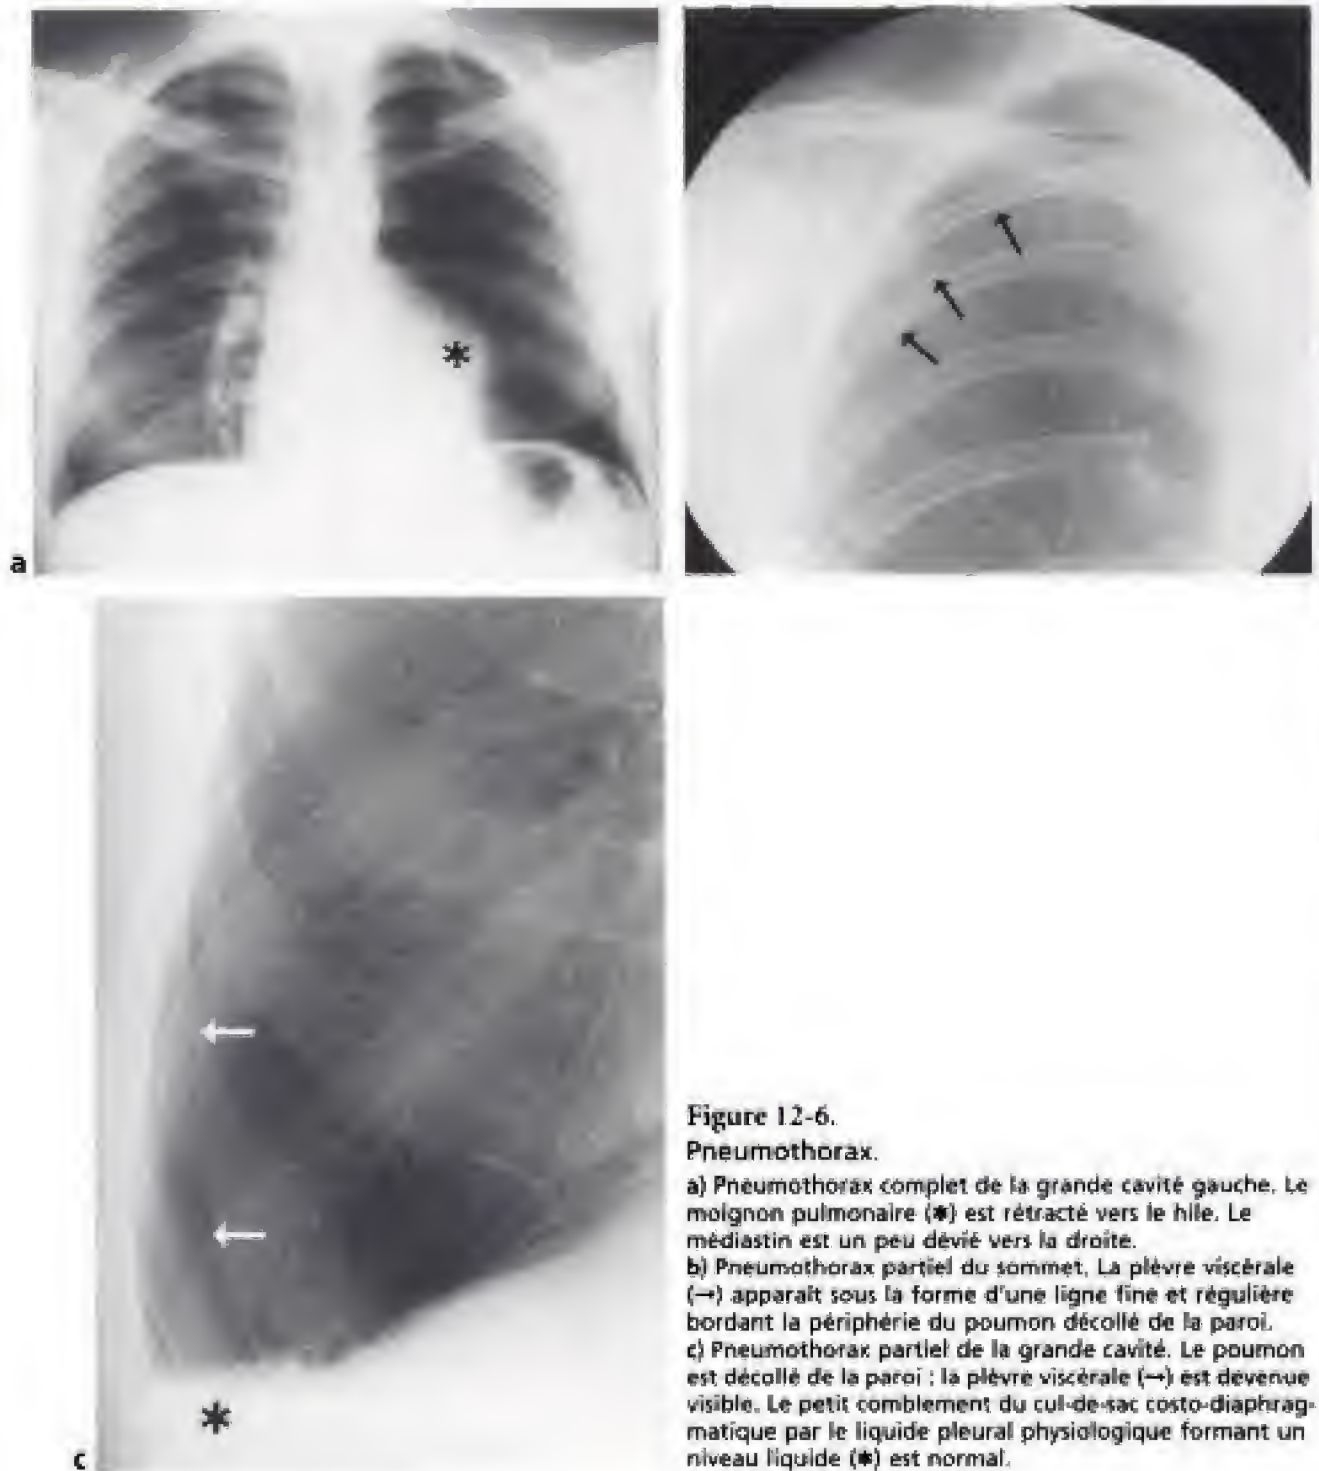 a
c
Figure 12-6.
Pneumothorax.
a) Pneumothorax complet de la grande cavité gauche. Le
moignon pulmonaire (*) est rétracté vers le hile. Le
médiastin est un peu dévié vers la droite.
b) Pneumothorax partiel du sommet. La plèvre viscérale
(→) apparaît sous la forme d'une ligne fine et régulière
bordant la périphérie du poumon décollé de la paroi.
c) Pneumothorax partiel de la grande cavité. Le poumon
est décollé de la paroi : la plèvre viscérale (→) est devenue
visible. Le petit comblement du cul-de-sac costo-diaphrag-
matique par le liquide pleural physiologique formant un
niveau liquide (*) est normal.